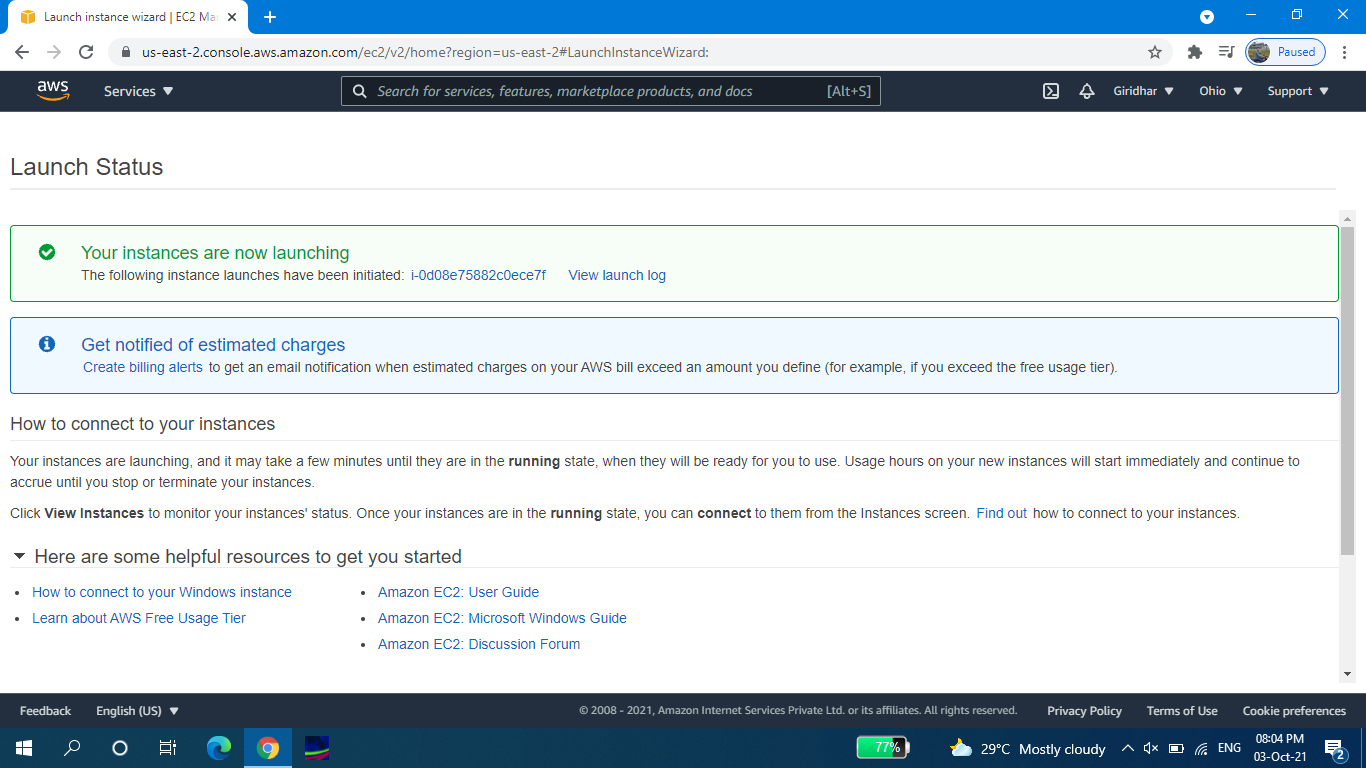 Launch instance wizard | EC2 Ma
us-east-2.console.aws.amazon.com/ec2/v2/home?region=us-east-2#LaunchInstanceWizard:
Paused
aws
Services
Search for services, features, marketplace products, and docs
[Alt+S]
Giridhar
Ohio
Support
Launch Status
Your instances are now launching
The following instance launches have been initiated: i-0d08e75882c0ece7f View launch log
Get notified of estimated charges
Create billing alerts to get an email notification when estimated charges on your AWS bill exceed an amount you define (for example, if you exceed the free usage tier).
How to connect to your instances
Your instances are launching, and it may take a few minutes until they are in the running state, when they will be ready for you to use. Usage hours on your new instances will start immediately and continue to
accrue until you stop or terminate your instances.
Click View Instances to monitor your instances' status. Once your instances are in the running state, you can connect to them from the Instances screen. Find out how to connect to your instances.
Here are some helpful resources to get you started
How to connect to your Windows instance
Learn about AWS Free Usage Tier
Amazon EC2: User Guide
Amazon EC2: Microsoft Windows Guide
Amazon EC2: Discussion Forum
Feedback
English (US)
© 2008 - 2021, Amazon Internet Services Private Ltd. or its affiliates. All rights reserved.
Privacy Policy
Terms of Use
Cookie preferences
77%
29°C Mostly cloudy
ENG
08:04 PM
03-Oct-21
2